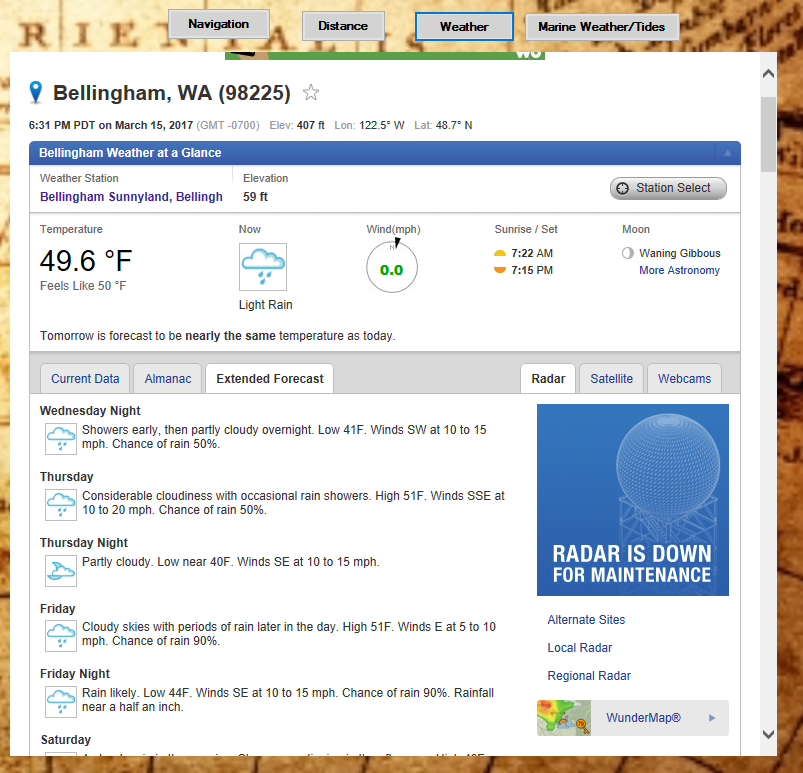 RIENTALIS
Navigation
Distance
Weather
Marine Weather/Tides
Bellingham, WA (98225)
6:31 PM PDT on March 15, 2017 (GMT -0700) Elev: 407 ft Lon: 122.5° W Lat: 48.7° N
Bellingham Weather at a Glance
Weather Station
Elevation
Bellingham Sunnyland, Bellingh
59 ft
Station Select
Temperature
Now
Wind(mph)
Sunrise / Set
Moon
49.6 °F
Feels Like 50 °F
Light Rain
N
0.0
7:22 AM
7:15 PM
Waning Gibbous
More Astronomy
Tomorrow is forecast to be nearly the same temperature as today.
Current Data
Almanac
Extended Forecast
Radar
Satellite
Webcams
Wednesday Night
Showers early, then partly cloudy overnight. Low 41F. Winds SW at 10 to 15
mph. Chance of rain 50%.
Thursday
Considerable cloudiness with occasional rain showers. High 51F. Winds SSE at
10 to 20 mph. Chance of rain 50%.
Thursday Night
Partly cloudy. Low near 40F. Winds SE at 10 to 15 mph.
Friday
Cloudy skies with periods of rain later in the day. High 51F. Winds E at 5 to 10
mph. Chance of rain 90%.
Friday Night
Rain likely. Low 44F. Winds SE at 10 to 15 mph. Chance of rain 90%. Rainfall
near a half an inch.
Saturday
RADAR IS DOWN
FOR MAINTENANCE
Alternate Sites
Local Radar
Regional Radar
WunderMap®